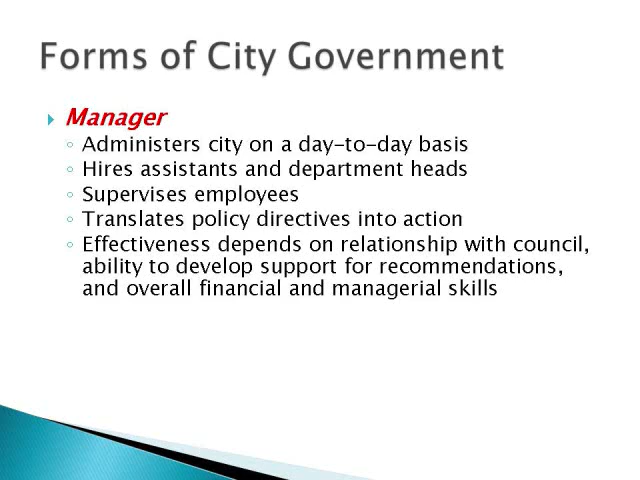 Forms of City Government
Manager
Administers city on a day-to-day basis
Hires assistants and department heads
Supervises employees
Translates policy directives into action
Effectiveness depends on relationship with council,
ability to develop support for recommendations,
and overall financial and managerial skills